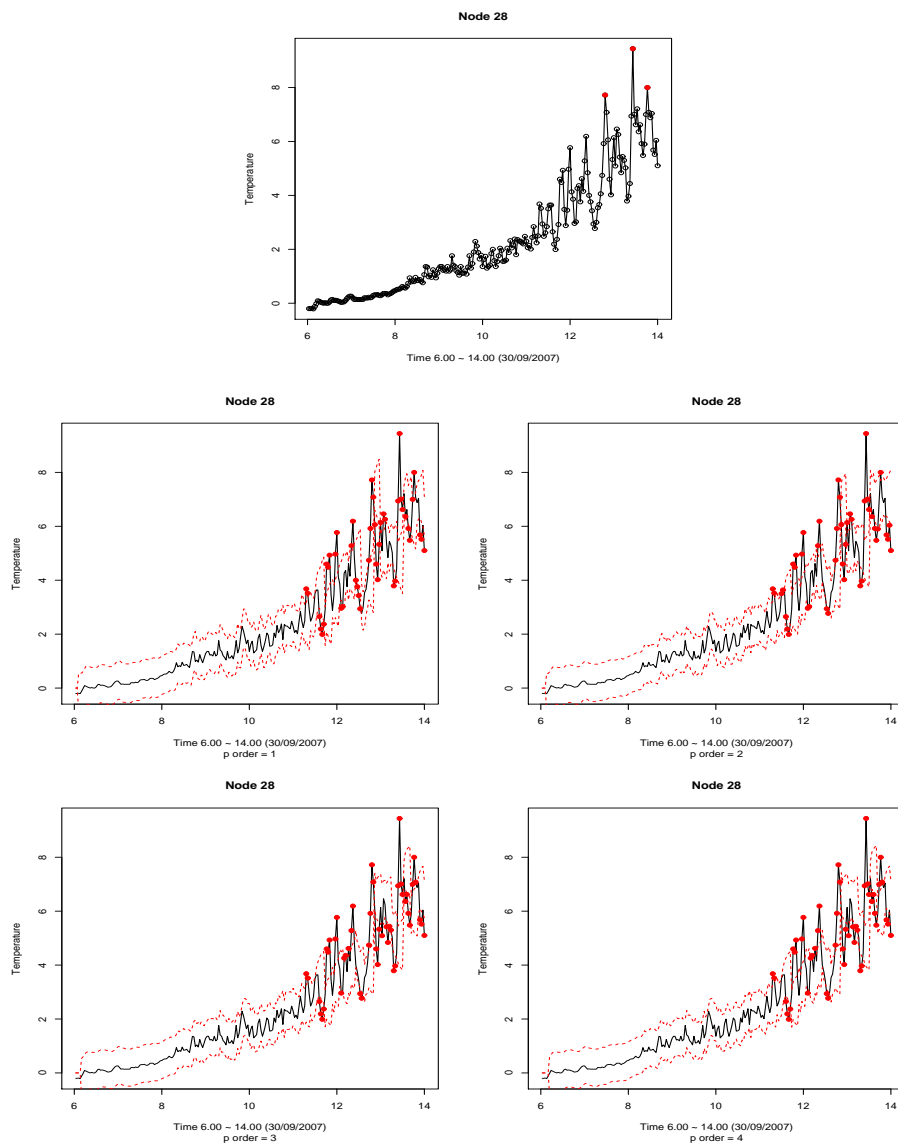 Node 28
Temperature
8
6
4
2
0
6 8 10 12 14
Time 6.00 ~ 14.00 (30/09/2007)
Node 28
Temperature
8
6
4
2
0
6 8 10 12 14
Time 6.00 ~ 14.00 (30/09/2007)
p order = 1
Node 28
Temperature
8
6
4
2
0
6 8 10 12 14
Time 6.00 ~ 14.00 (30/09/2007)
p order = 2
Node 28
Temperature
8
6
4
2
0
6 8 10 12 14
Time 6.00 ~ 14.00 (30/09/2007)
p order = 3
Node 28
Temperature
8
6
4
2
0
6 8 10 12 14
Time 6.00 ~ 14.00 (30/09/2007)
p order = 4